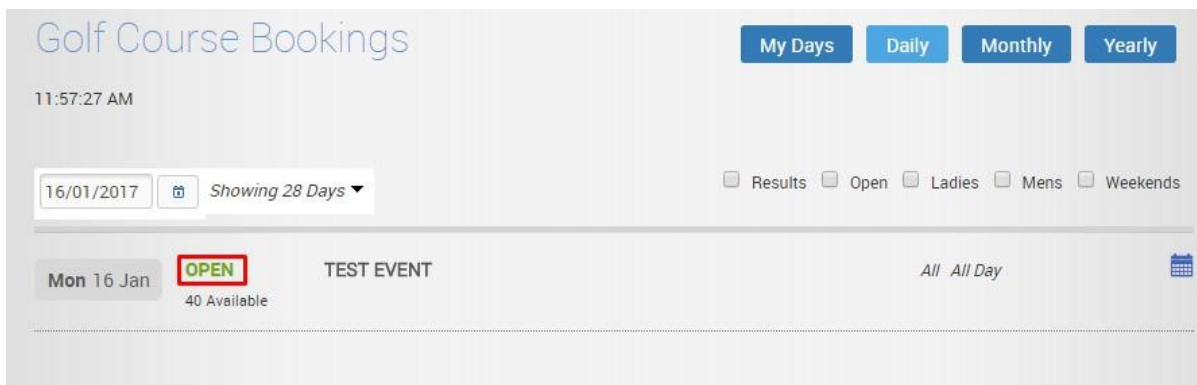 Golf Course Bookings
My Days Daily Monthly Yearly
11:57:27 AM
16/01/2017 Showing 28 Days
Results Open Ladies Mens Weekends
Mon 16 Jan OPEN TEST EVENT All All Day
40 Available